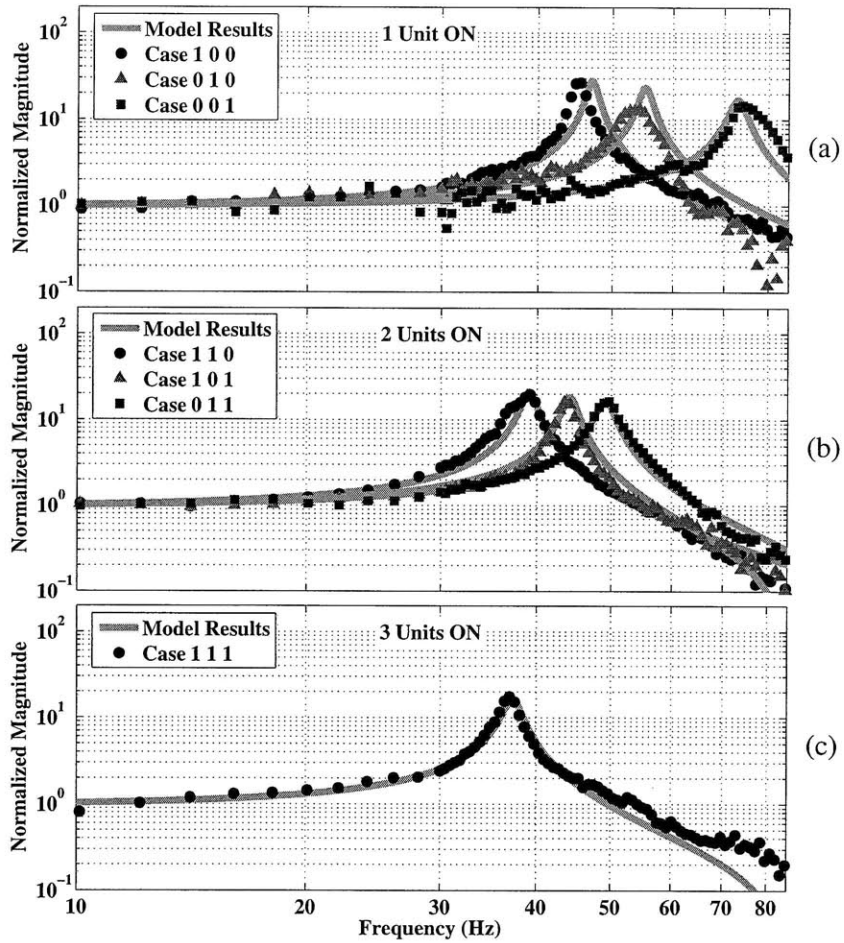 10²
10¹
10⁰
10⁻¹
Normalized Magnitude
Model Results
Case 1 0 0
Case 0 1 0
Case 0 0 1
1 Unit ON
(a)
10²
10¹
10⁰
10⁻¹
Normalized Magnitude
Model Results
Case 1 1 0
Case 1 0 1
Case 0 1 1
2 Units ON
(b)
10²
10¹
10⁰
10⁻¹
Normalized Magnitude
Model Results
Case 1 1 1
3 Units ON
(c)
10 20 30 40 50 60 70 80
Frequency (Hz)